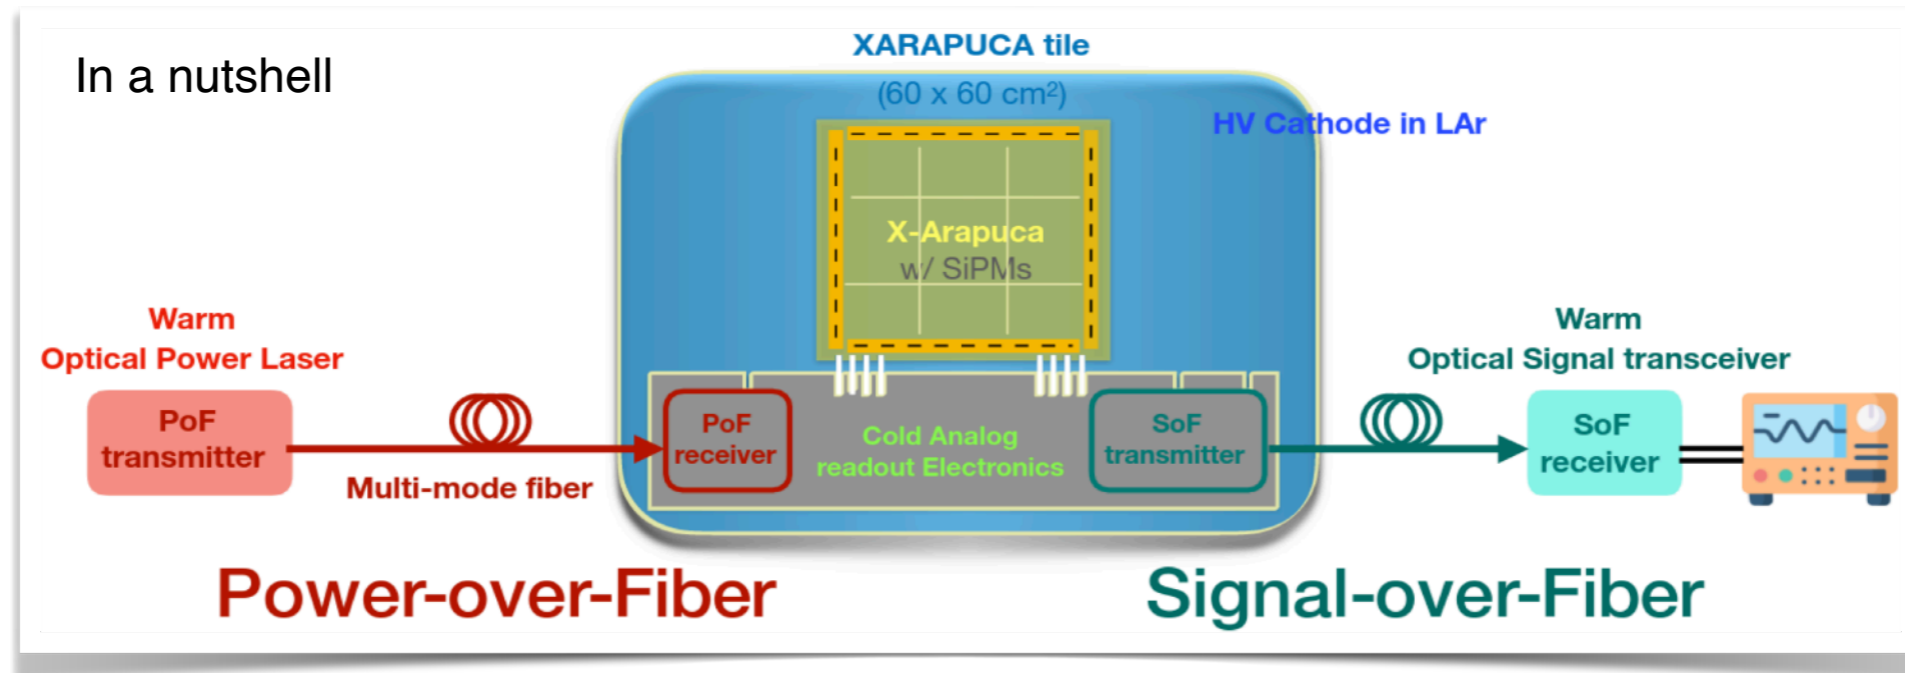 In a nutshell
XARAPUCA tile
(60 x 60 cm²)
HV Cathode in LAr
X-Arapuca
w/ SiPMs
Warm
Optical Power Laser
PoF
transmitter
Multi-mode fiber
PoF
receiver
Cold Analog
readout Electronics
SoF
transmitter
Warm
Optical Signal transceiver
SoF
receiver
Power-over-Fiber
Signal-over-Fiber